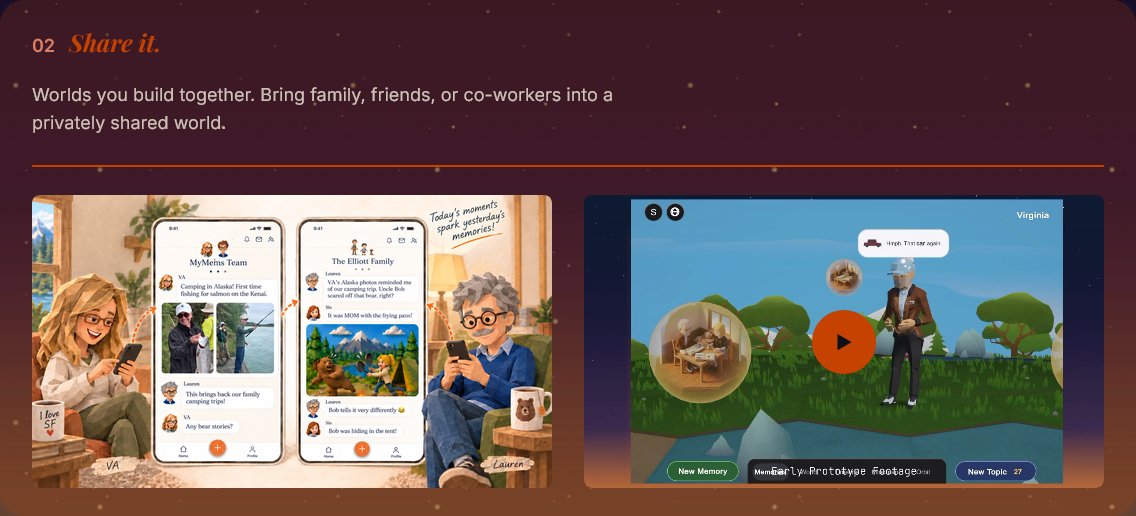 02 Share it.
Worlds you build together. Bring family, friends, or co-workers into a
privately shared world.
Today's moments
spark yesterday's
memories!
9:41
MyMems Team
VA
Camping in Alaska! First time
fishing for salmon on the Kenai.
Lauren
This brings back our family
camping trips!
VA
Any bear stories?
Home
+
Profile
I love
SF
VA
9:41
The Elliott Family
Lauren
VA's Alaska photos reminded me
of our camping trip. Uncle Bob
scared off that bear, right?
Sis
It was MOM with the frying pans!
Lauren
Bob tells it very differently 😂
Sis
Bob was hiding in the tent!
Home
+
Profile
Lauren
S
Virginia
Hmph. That car again.
New Memory
Early Prototype Footage
Orbit
New Topic 27